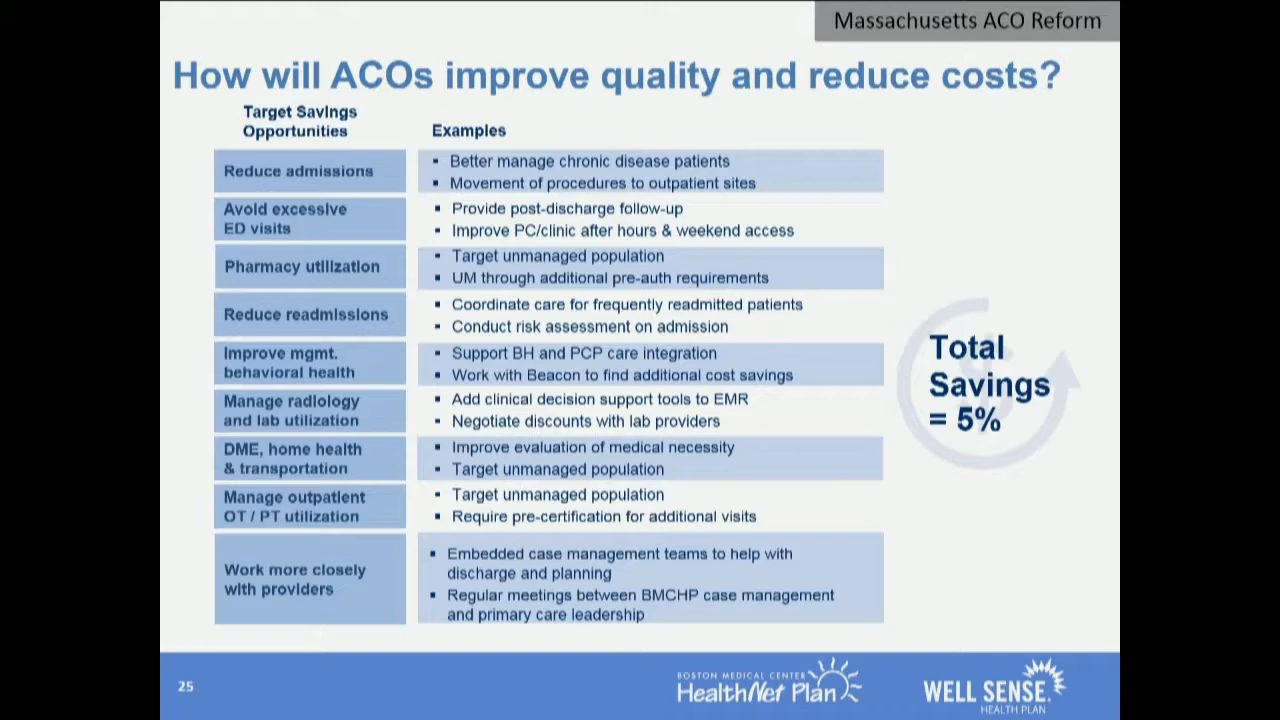 Massachusetts ACO Reform
How will ACOs improve quality and reduce costs?
Target Savings
Opportunities
Examples
Reduce admissions
▪ Better manage chronic disease patients
▪ Movement of procedures to outpatient sites
Avoid excessive
ED visits
▪ Provide post-discharge follow-up
▪ Improve PC/clinic after hours & weekend access
Pharmacy utilization
▪ Target unmanaged population
▪ UM through additional pre-auth requirements
Reduce readmissions
▪ Coordinate care for frequently readmitted patients
▪ Conduct risk assessment on admission
Improve mgmt.
behavioral health
▪ Support BH and PCP care integration
▪ Work with Beacon to find additional cost savings
Manage radiology
and lab utilization
▪ Add clinical decision support tools to EMR
▪ Negotiate discounts with lab providers
DME, home health
& transportation
▪ Improve evaluation of medical necessity
▪ Target unmanaged population
Manage outpatient
OT / PT utilization
▪ Target unmanaged population
▪ Require pre-certification for additional visits
Work more closely
with providers
▪ Embedded case management teams to help with
discharge and planning
▪ Regular meetings between BMCHP case management
and primary care leadership
Total
Savings
= 5%
25
BOSTON MEDICAL CENTER
HealthNet Plan
WELL SENSE
HEALTH PLAN